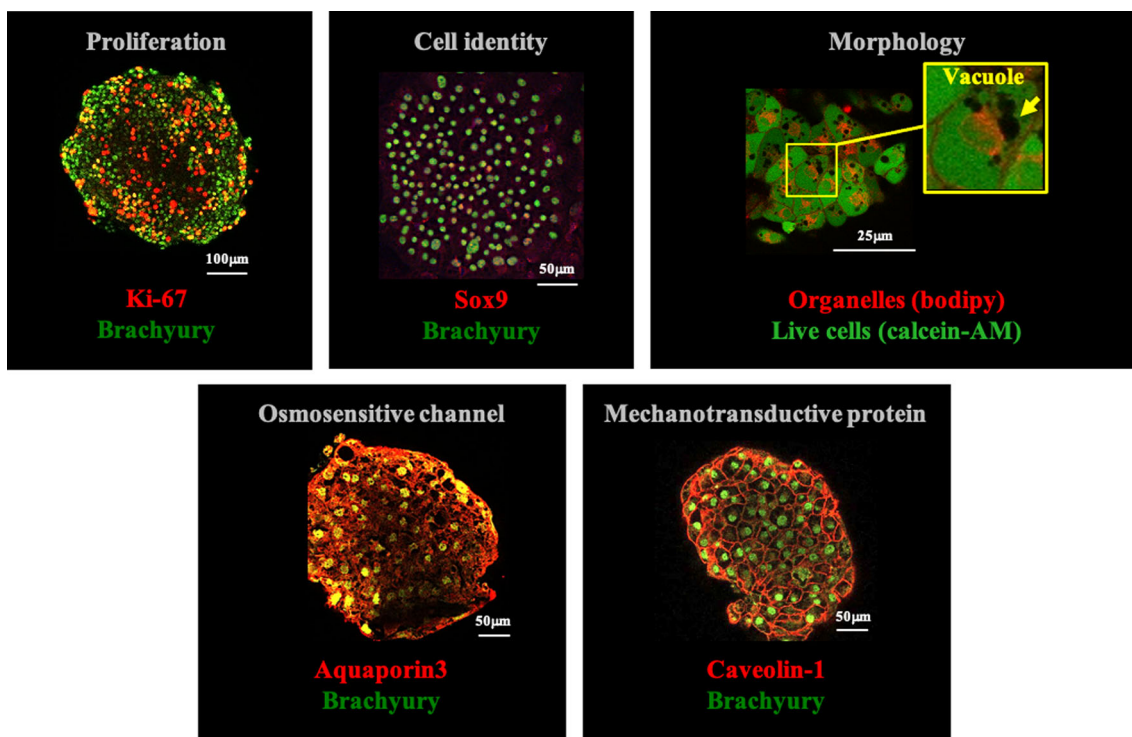 Proliferation
100μm
Ki-67
Brachyury
Cell identity
50μm
Sox9
Brachyury
Morphology
Vacuole
25μm
Organelles (bodipy)
Live cells (calcein-AM)
Osmosensitive channel
50μm
Aquaporin3
Brachyury
Mechanotransductive protein
50μm
Caveolin-1
Brachyury